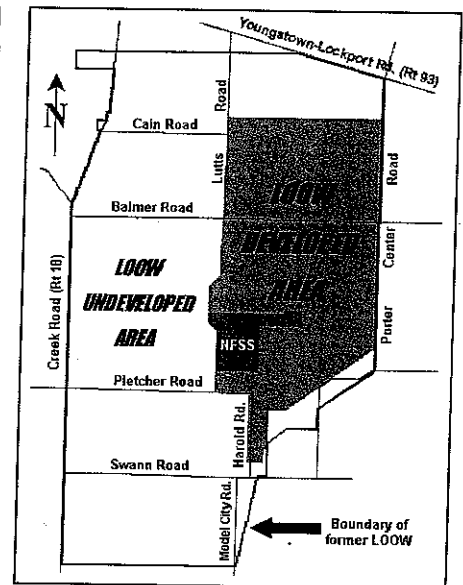 Youngstown-Lockport Rd. (Rt 93)
N
Road
Cain Road
Lutts
LOOW
DEVELOPED
AREA
Road
Balmer Road
Center
LOOW
UNDEVELOPED
AREA
Creek Road (Rt 18)
Porter
NFSS
Pletcher Road
Harold Rd.
Swann Road
Model City Rd.
Boundary of
former LOOW